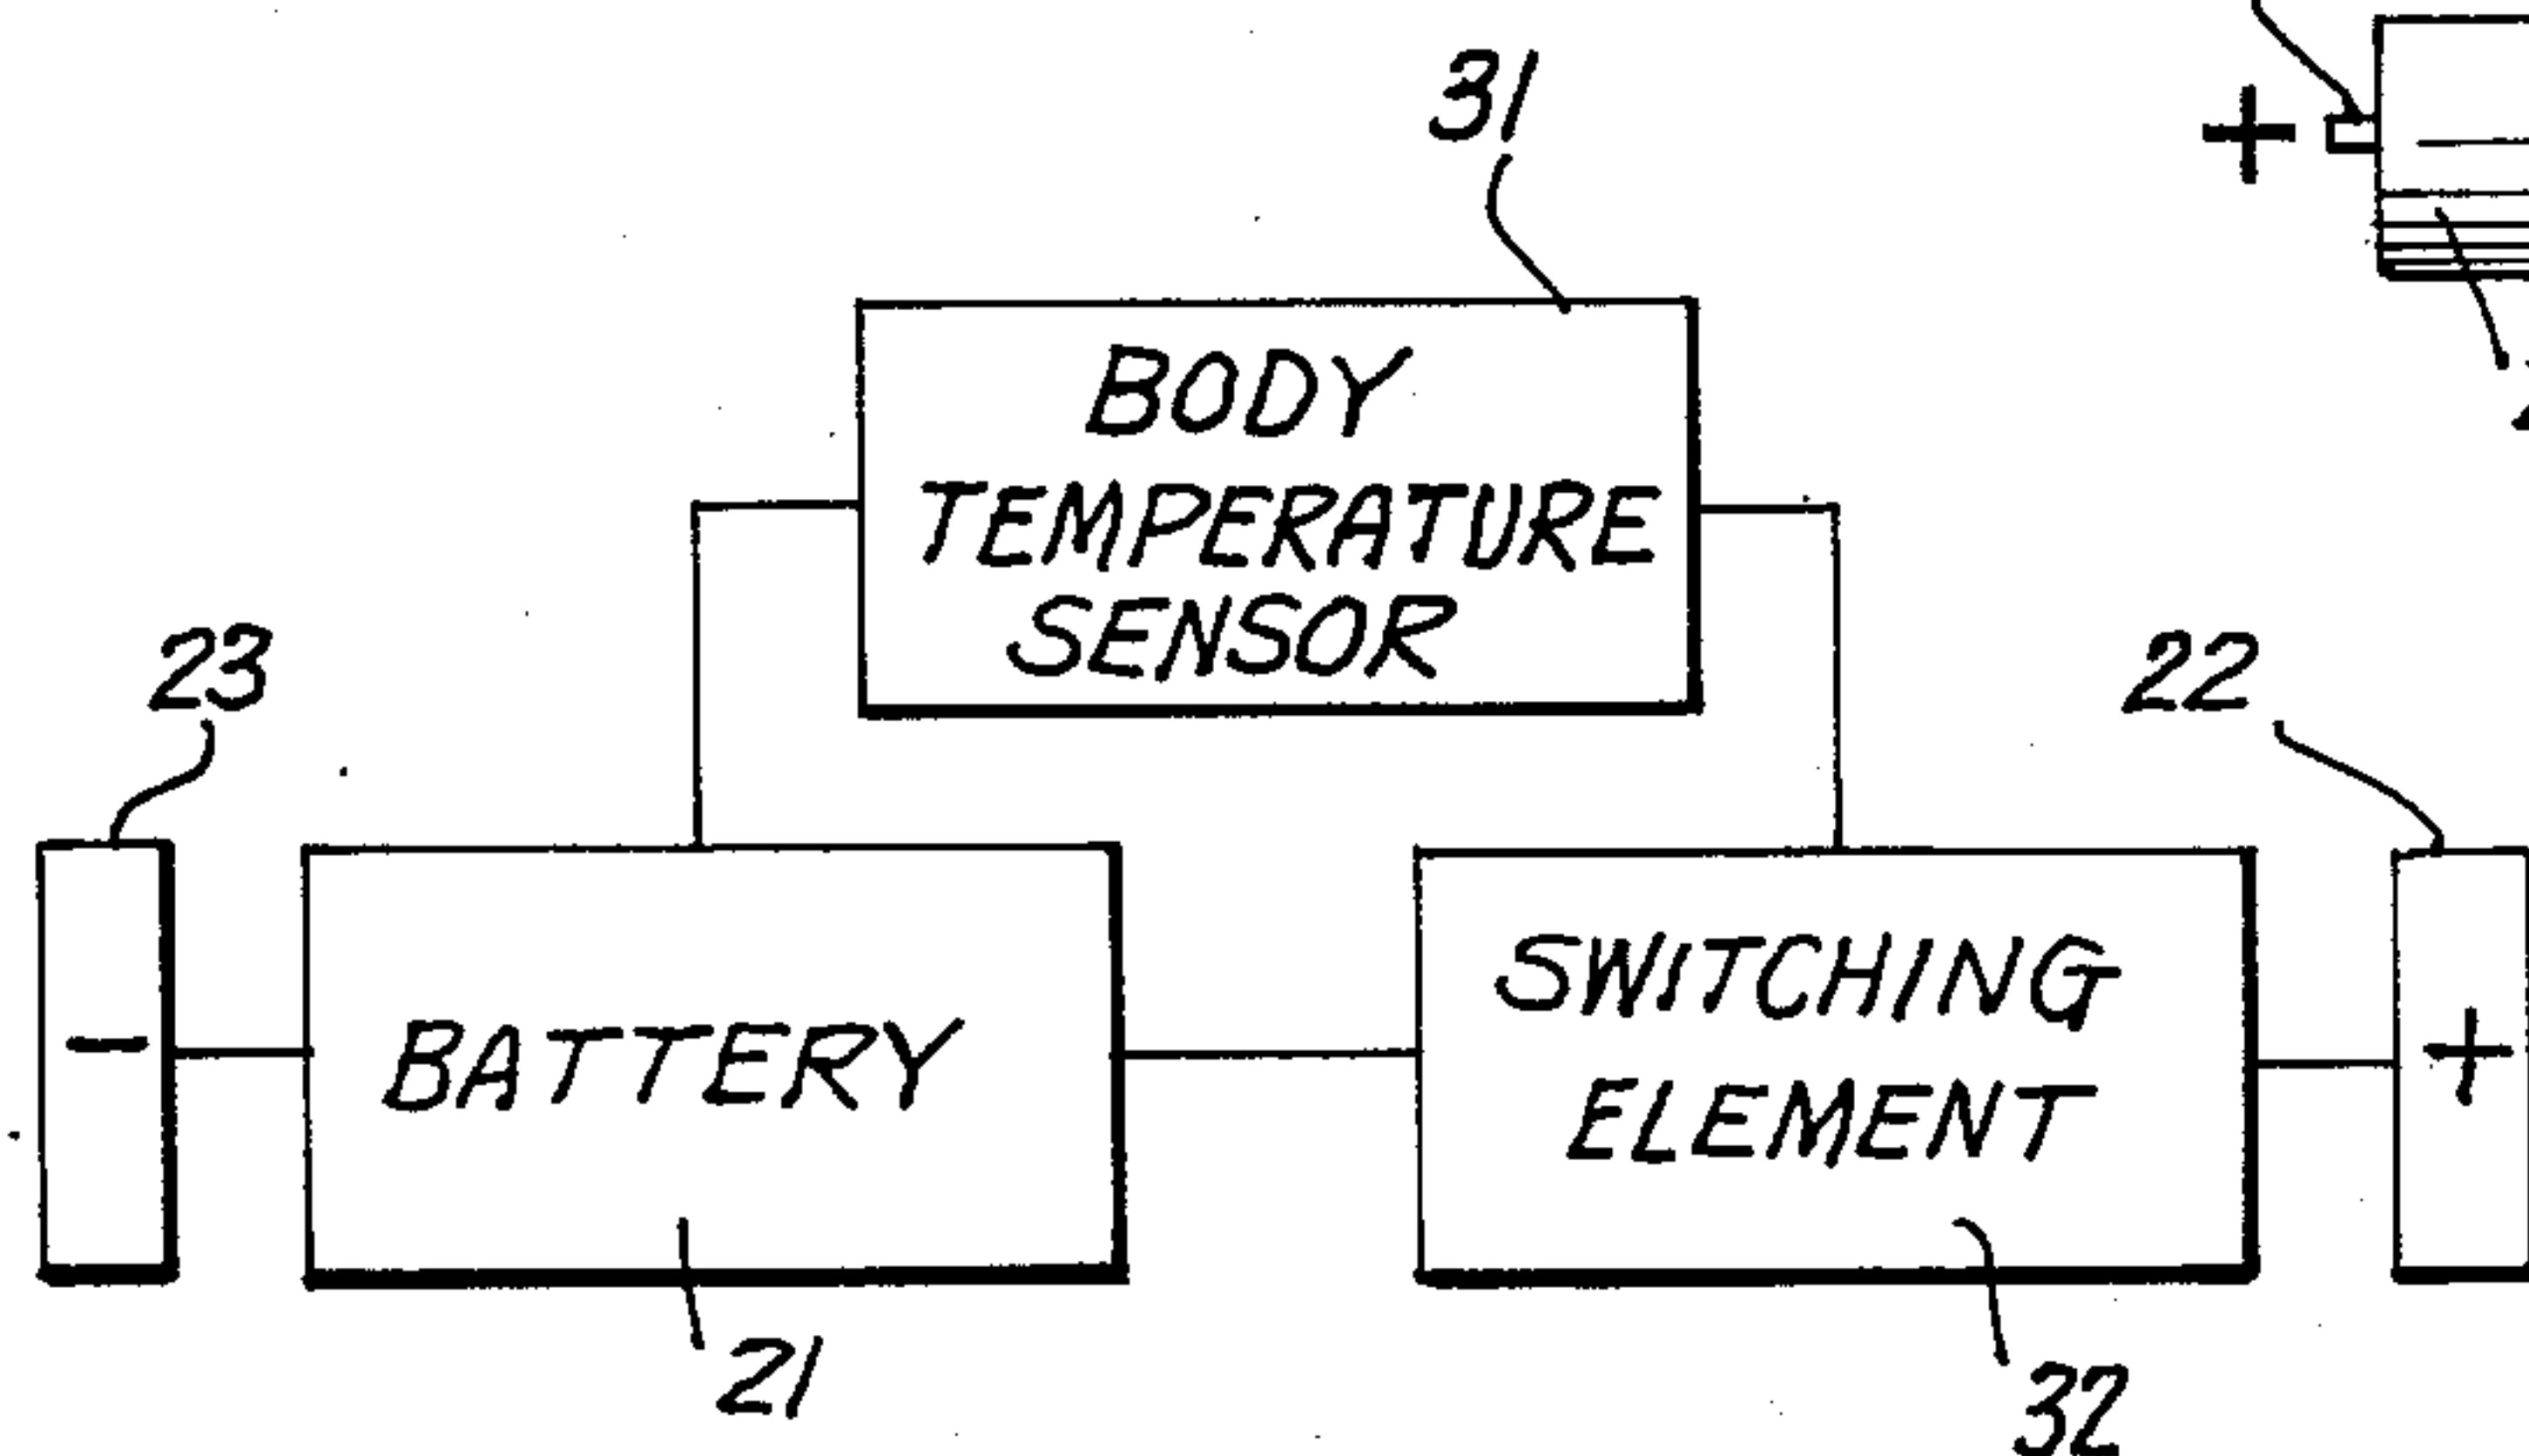 31
+
BODY
TEMPERATURE
SENSOR
23
22
-
BATTERY
SWITCHING
ELEMENT
+
21
32